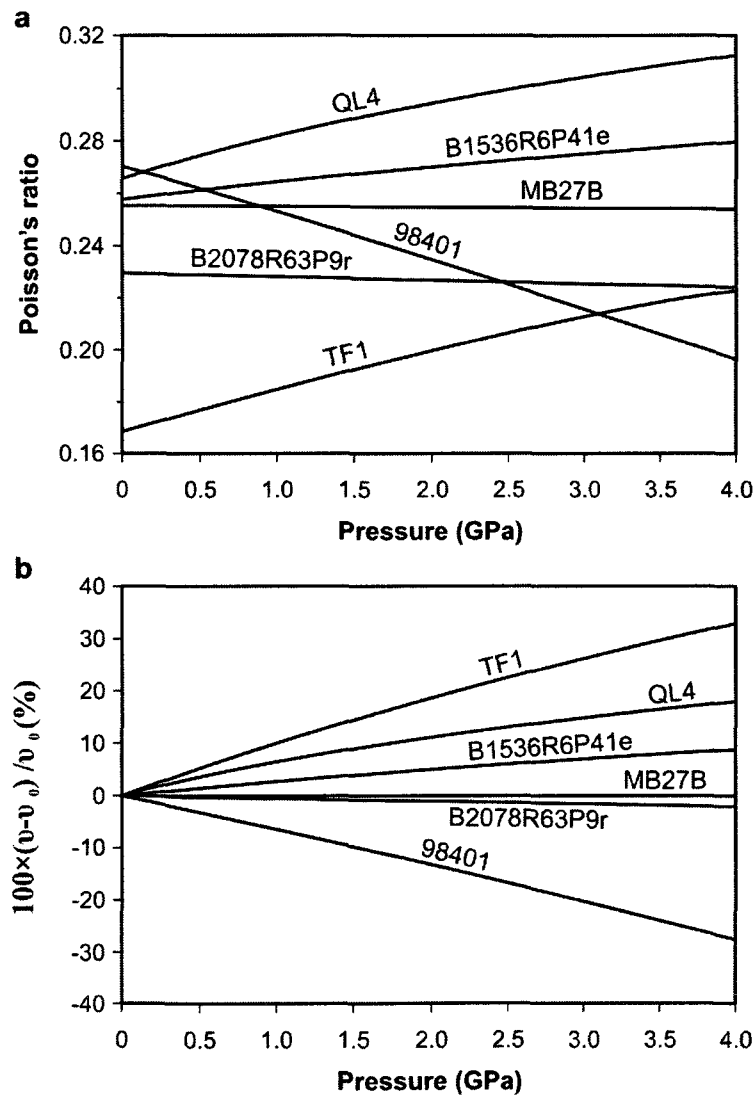 a
0.32
QL4
0.28
B1536R6P41e
MB27B
98401
0.24
B2078R63P9r
Poisson's ratio
0.20
TF1
0.16
0 0.5 1.0 1.5 2.0 2.5 3.0 3.5 4.0
Pressure (GPa)
b
40
30
TF1
20
QL4
10
B1536R6P41e
MB27B
0
B2078R63P9r
-10
98401
-20
-30
-40
100×(υ-υ₀)/υ₀(%)
0 0.5 1.0 1.5 2.0 2.5 3.0 3.5 4.0
Pressure (GPa)